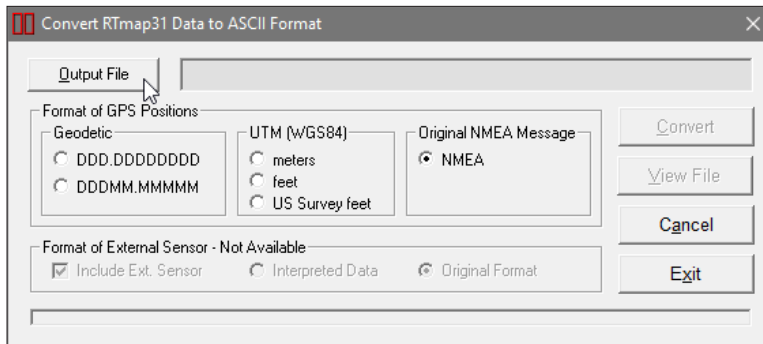 Convert RTmap31 Data to ASCII Format
Output File
Format of GPS Positions
Geodetic
DDD.DDDDDDDD
DDDMM.MMMMM
UTM (WGS84)
meters
feet
US Survey feet
Original NMEA Message
NMEA
Convert
View File
Cancel
Exit
Format of External Sensor - Not Available
Include Ext. Sensor
Interpreted Data
Original Format